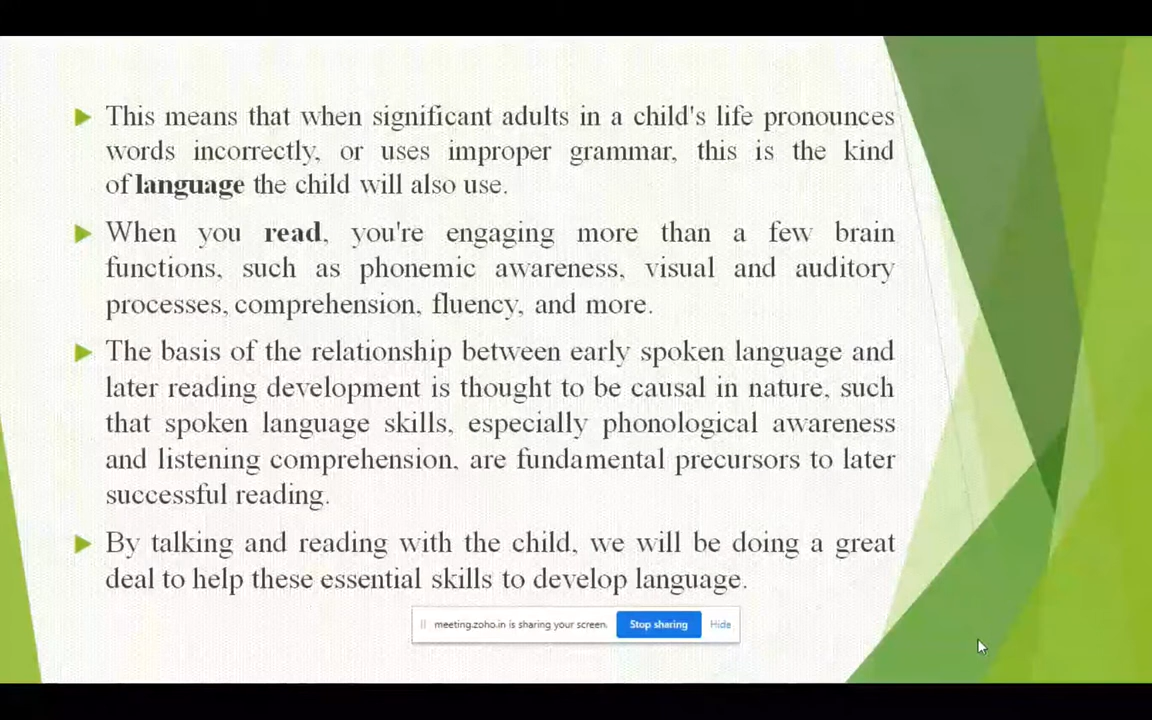 This means that when significant adults in a child's life pronounces
words incorrectly, or uses improper grammar, this is the kind
of language the child will also use.
When you read, you're engaging more than a few brain
functions, such as phonemic awareness, visual and auditory
processes, comprehension, fluency, and more.
The basis of the relationship between early spoken language and
later reading development is thought to be causal in nature, such
that spoken language skills, especially phonological awareness
and listening comprehension, are fundamental precursors to later
successful reading.
By talking and reading with the child, we will be doing a great
deal to help these essential skills to develop language.
meeting.zoho.in is sharing your screen. Stop sharing Hide